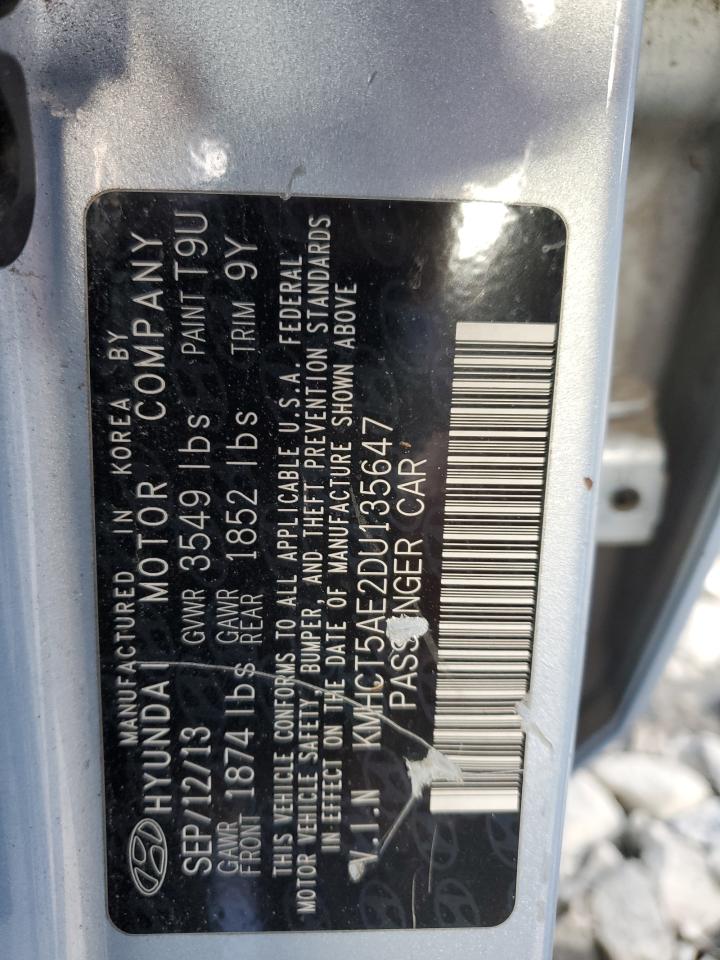 MANUFACTURED IN KOREA BY
HYUNDAI MOTOR COMPANY
SEP/12/13 GVWR 3549 lbs PAINT T9U
GAWR FRONT 1874 lbs GAWR REAR 1852 lbs TRIM 9Y
THIS VEHICLE CONFORMS TO ALL APPLICABLE U.S.A. FEDERAL
MOTOR VEHICLE SAFETY, BUMPER, AND THEFT PREVENTION STANDARDS
IN EFFECT ON THE DATE OF MANUFACTURE SHOWN ABOVE
V.I.N KMHCT5AE2DU135647
PASSENGER CAR